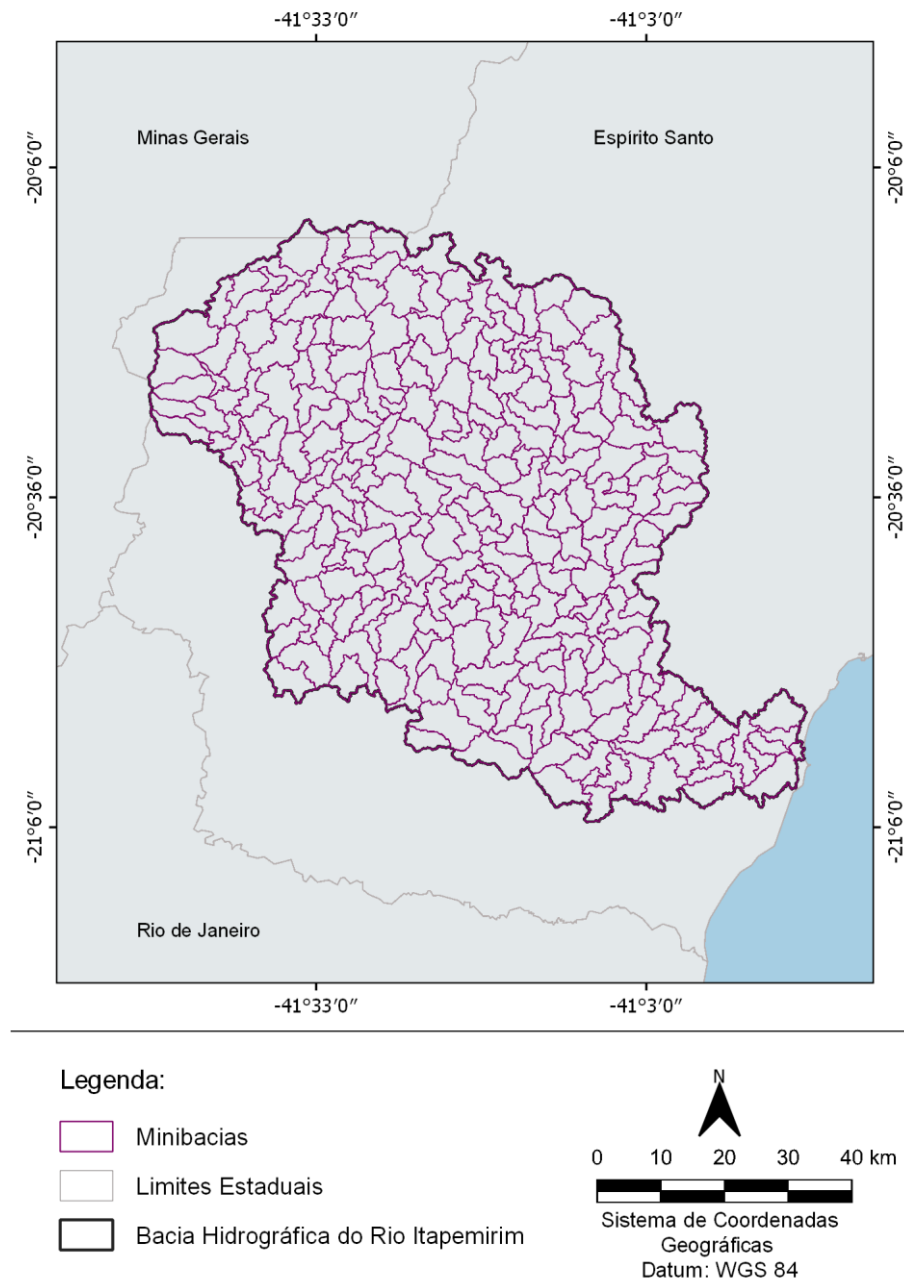 -41°33′0″ -41°3′0″
Minas Gerais Espírito Santo
-20°6′0″ -20°6′0″
-20°36′0″ -20°36′0″
-21°6′0″ -21°6′0″
Rio de Janeiro
-41°33′0″ -41°3′0″
Legenda:
Minibacias
Limites Estaduais
Bacia Hidrográfica do Rio Itapemirim
N
0 10 20 30 40 km
Sistema de Coordenadas
Geográficas
Datum: WGS 84